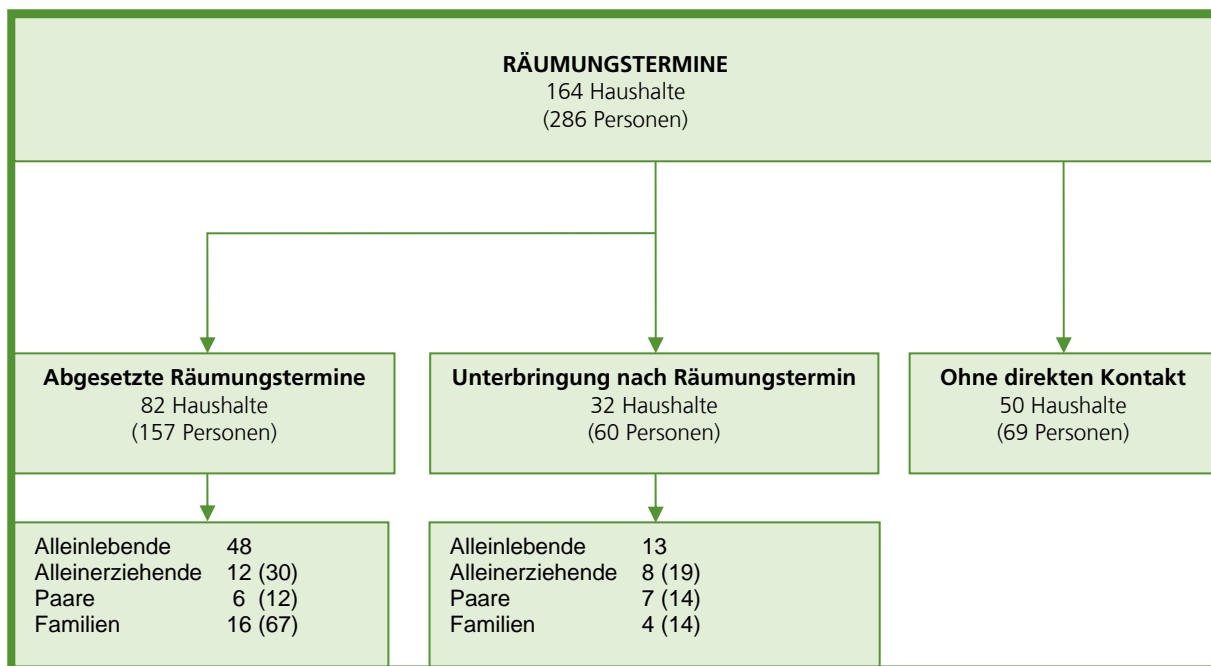 RÄUMUNGSTERMINE
164 Haushalte
(286 Personen)
Abgesetzte Räumungstermine
82 Haushalte
(157 Personen)
Unterbringung nach Räumungstermin
32 Haushalte
(60 Personen)
Ohne direkten Kontakt
50 Haushalte
(69 Personen)
Alleinlebende 48
Alleinerziehende 12 (30)
Paare 6 (12)
Familien 16 (67)
Alleinlebende 13
Alleinerziehende 8 (19)
Paare 7 (14)
Familien 4 (14)